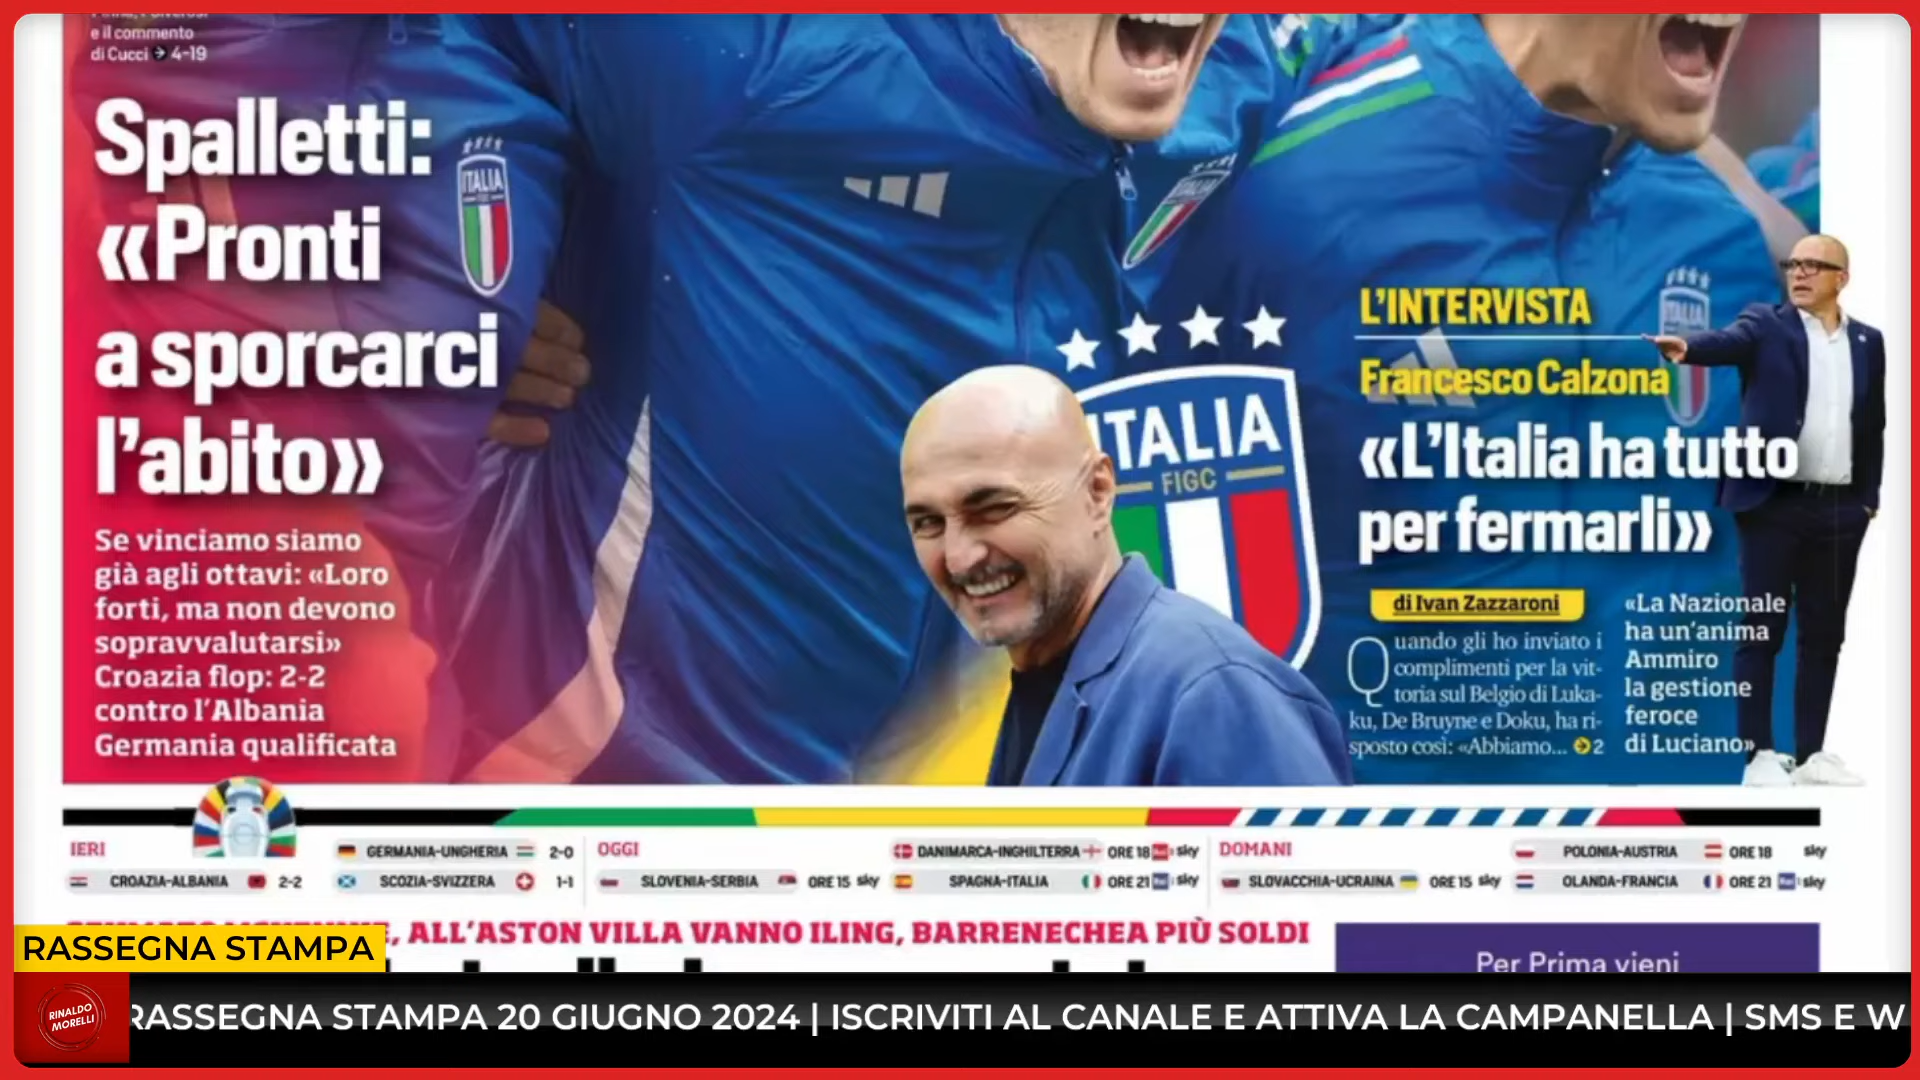 e il commento
di Cucci 4-19
Spalletti:
«Pronti
a sporcarci
l'abito»
Se vinciamo siamo
già agli ottavi: «Loro
forti, ma non devono
sopravvalutarsi»
Croazia flop: 2-2
contro l'Albania
Germania qualificata
ITALIA
FIGC
ITALIA
FIGC
L'INTERVISTA
Francesco Calzona
«L'Italia ha tutto
per fermarli»
di Ivan Zazzaroni
Quando gli ho inviato i
complimenti per la vit-
toria sul Belgio di Luka-
ku, De Bruyne e Doku, ha ri-
sposto così: «Abbiamo... 2
«La Nazionale
ha un'anima
Ammiro
la gestione
feroce
di Luciano»
IERI
GERMANIA-UNGHERIA 2-0
CROAZIA-ALBANIA 2-2
SCOZIA-SVIZZERA 1-1
OGGI
DANIMARCA-INGHILTERRA ORE 18 sky
SLOVENIA-SERBIA ORE 15 sky
SPAGNA-ITALIA ORE 21 Rai sky
DOMANI
POLONIA-AUSTRIA ORE 18 sky
SLOVACCHIA-UCRAINA ORE 15 sky
OLANDA-FRANCIA ORE 21 Rai sky
, ALL'ASTON VILLA VANNO ILING, BARRENECHEA PIÙ SOLDI
Per Prima vieni
RASSEGNA STAMPA
RINALDO
MORELLI
RASSEGNA STAMPA 20 GIUGNO 2024 | ISCRIVITI AL CANALE E ATTIVA LA CAMPANELLA | SMS E W